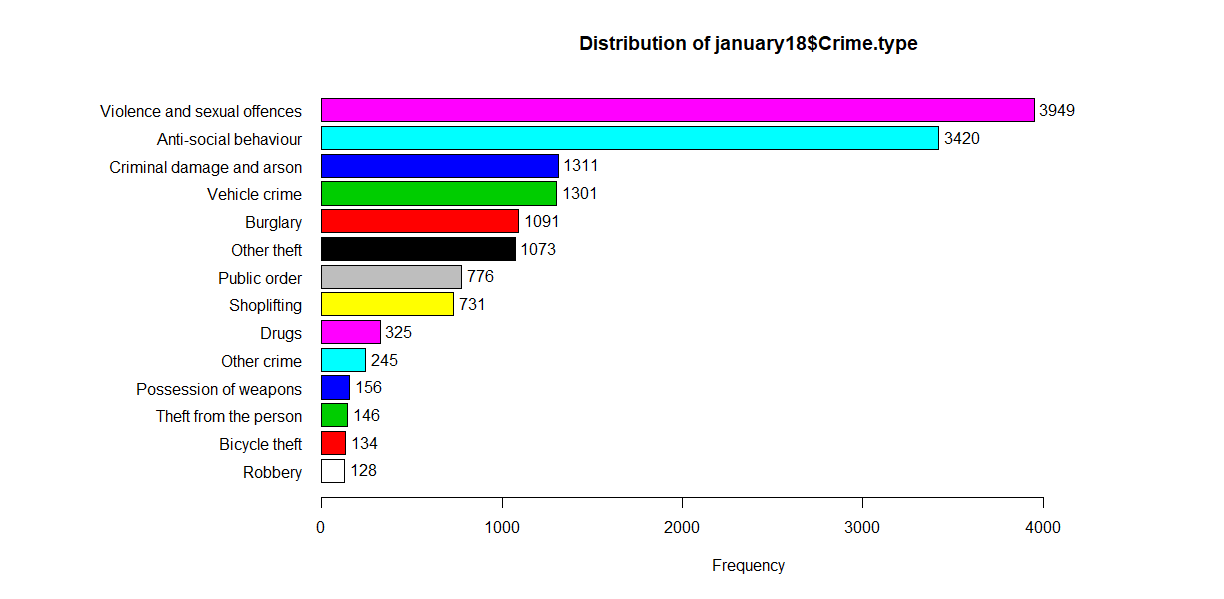 Distribution of january18$Crime.type
Violence and sexual offences 3949
Anti-social behaviour 3420
Criminal damage and arson 1311
Vehicle crime 1301
Burglary 1091
Other theft 1073
Public order 776
Shoplifting 731
Drugs 325
Other crime 245
Possession of weapons 156
Theft from the person 146
Bicycle theft 134
Robbery 128
0 1000 2000 3000 4000
Frequency